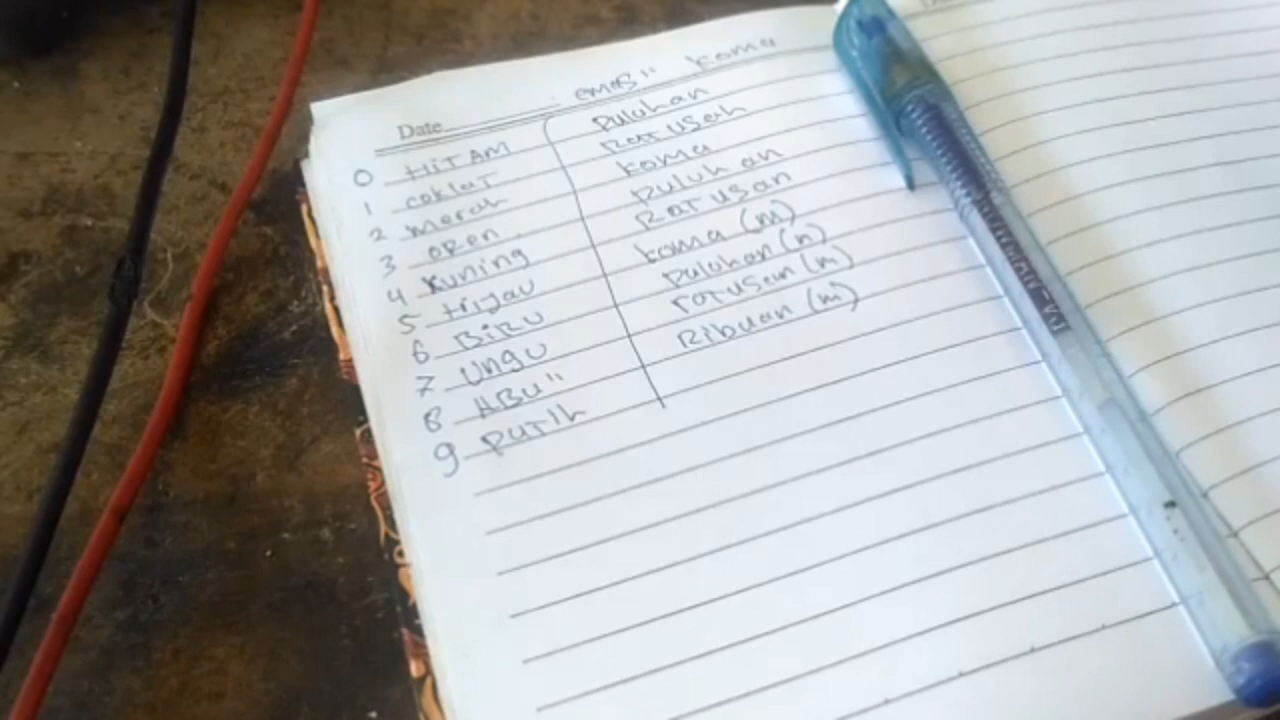 emas" koma
Date
0 HITAM puluhan
1 coklat Ratusan
2 merah koma
3 oren puluhan
4 kuning Ratusan
5 Hijau koma (m)
6 BiRU puluhan (m)
7 Ungu ratusan (m)
8 ABU" Ribuan (m)
9 PUTIh